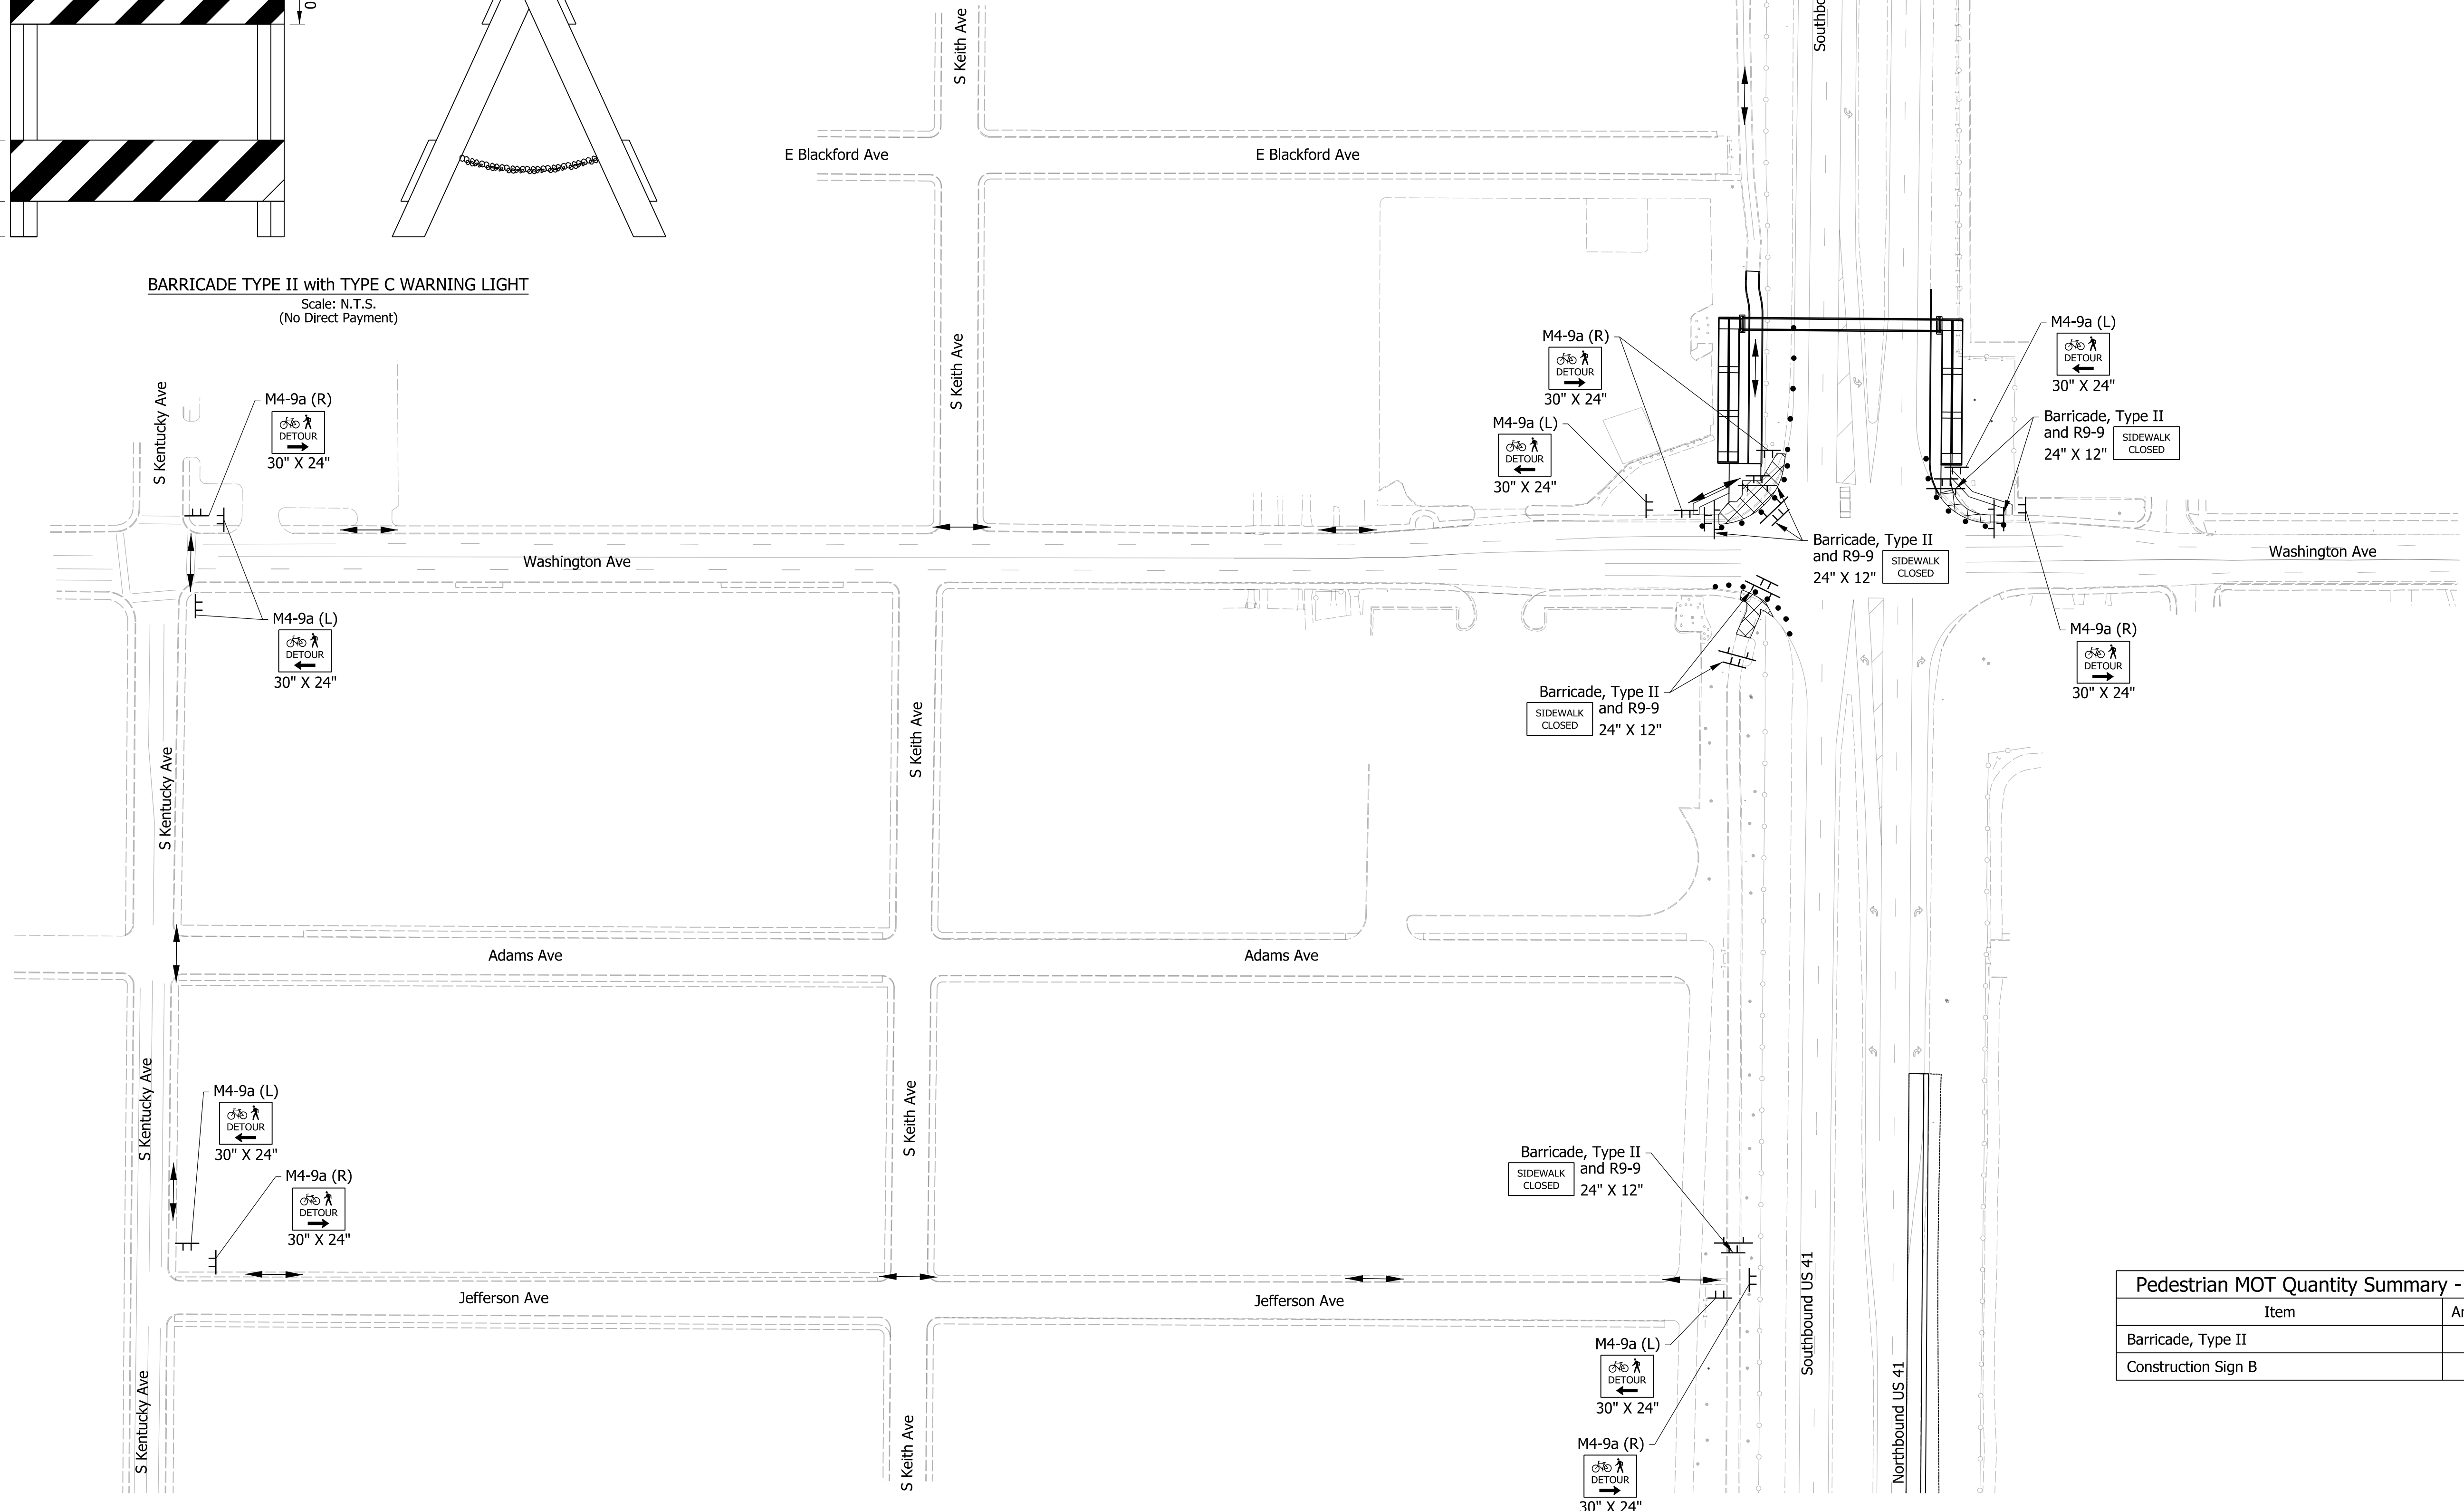 0
BARRICADE TYPE II with TYPE C WARNING LIGHT
Scale: N.T.S.
(No Direct Payment)
S Keith Ave
E Blackford Ave
E Blackford Ave
S Keith Ave
S Kentucky Ave
M4-9a (R)
DETOUR
30" X 24"
Washington Ave
M4-9a (L)
DETOUR
30" X 24"
M4-9a (R)
DETOUR
30" X 24"
M4-9a (L)
DETOUR
30" X 24"
M4-9a (L)
DETOUR
30" X 24"
Barricade, Type II
and R9-9
24" X 12"
SIDEWALK
CLOSED
Barricade, Type II
and R9-9
24" X 12"
SIDEWALK
CLOSED
Washington Ave
M4-9a (R)
DETOUR
30" X 24"
Barricade, Type II
and R9-9
24" X 12"
SIDEWALK
CLOSED
S Kentucky Ave
S Keith Ave
Adams Ave
Adams Ave
S Kentucky Ave
M4-9a (L)
DETOUR
30" X 24"
M4-9a (R)
DETOUR
30" X 24"
S Keith Ave
Barricade, Type II
and R9-9
24" X 12"
SIDEWALK
CLOSED
Jefferson Ave
Jefferson Ave
S Kentucky Ave
S Keith Ave
M4-9a (L)
DETOUR
30" X 24"
M4-9a (R)
DETOUR
30" X 24"
Southbound US 41
Northbound US 41
Pedestrian MOT Quantity Summary -
Item
Barricade, Type II
Construction Sign B